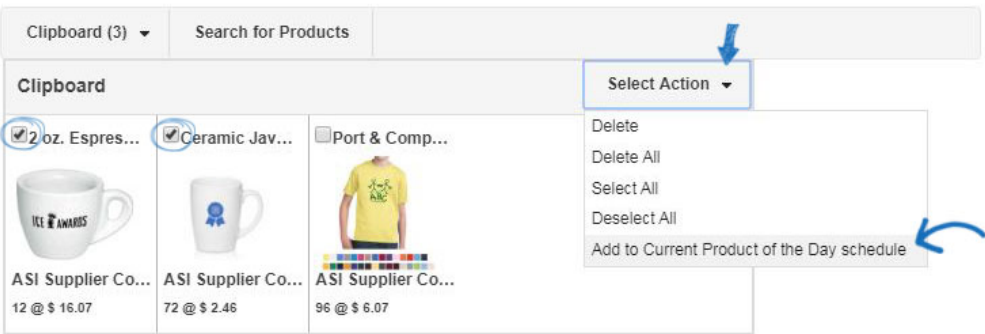 Clipboard (3) Search for Products
Clipboard Select Action
2 oz. Espres... Ceramic Jav... Port & Comp...
Delete
Delete All
Select All
Deselect All
Add to Current Product of the Day schedule
ICE AWARDS
ABC
ASI Supplier Co... ASI Supplier Co... ASI Supplier Co...
12 @ $ 16.07 72 @ $ 2.46 96 @ $ 6.07